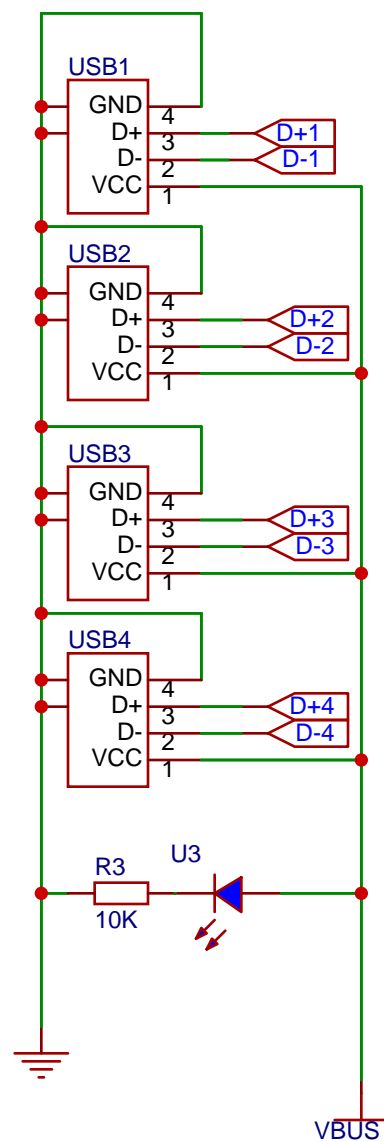 USB1
GND 4
D+ 3 D+1
D- 2 D-1
VCC 1
USB2
GND 4
D+ 3 D+2
D- 2 D-2
VCC 1
USB3
GND 4
D+ 3 D+3
D- 2 D-3
VCC 1
USB4
GND 4
D+ 3 D+4
D- 2 D-4
VCC 1
R3 U3
10K
VBUS